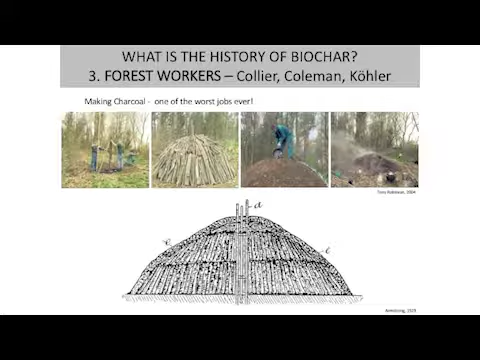 WHAT IS THE HISTORY OF BIOCHAR?
3. FOREST WORKERS – Collier, Coleman, Köhler
Making Charcoal - one of the worst jobs ever!
Tony Robinson, 2004
a
Armstrong, 1978